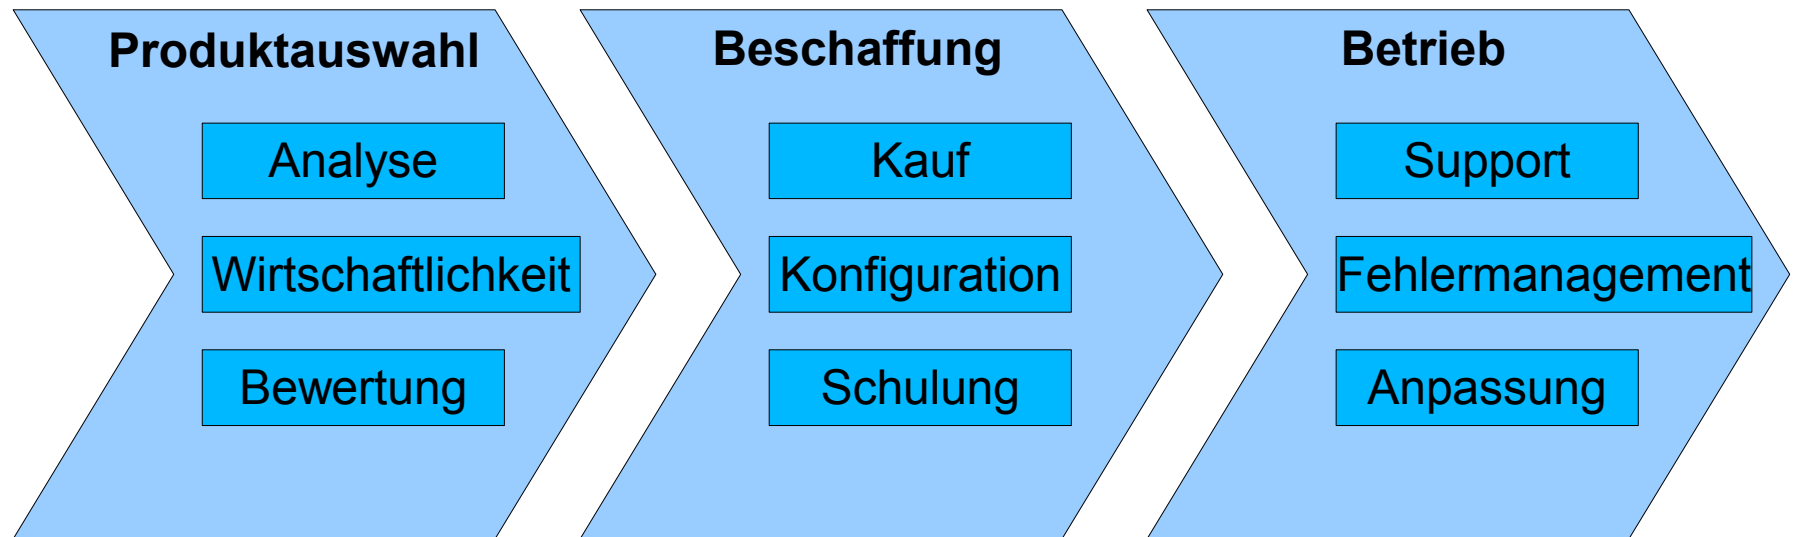 Produktauswahl
Analyse
Wirtschaftlichkeit
Bewertung
Beschaffung
Kauf
Konfiguration
Schulung
Betrieb
Support
Fehlermanagement
Anpassung